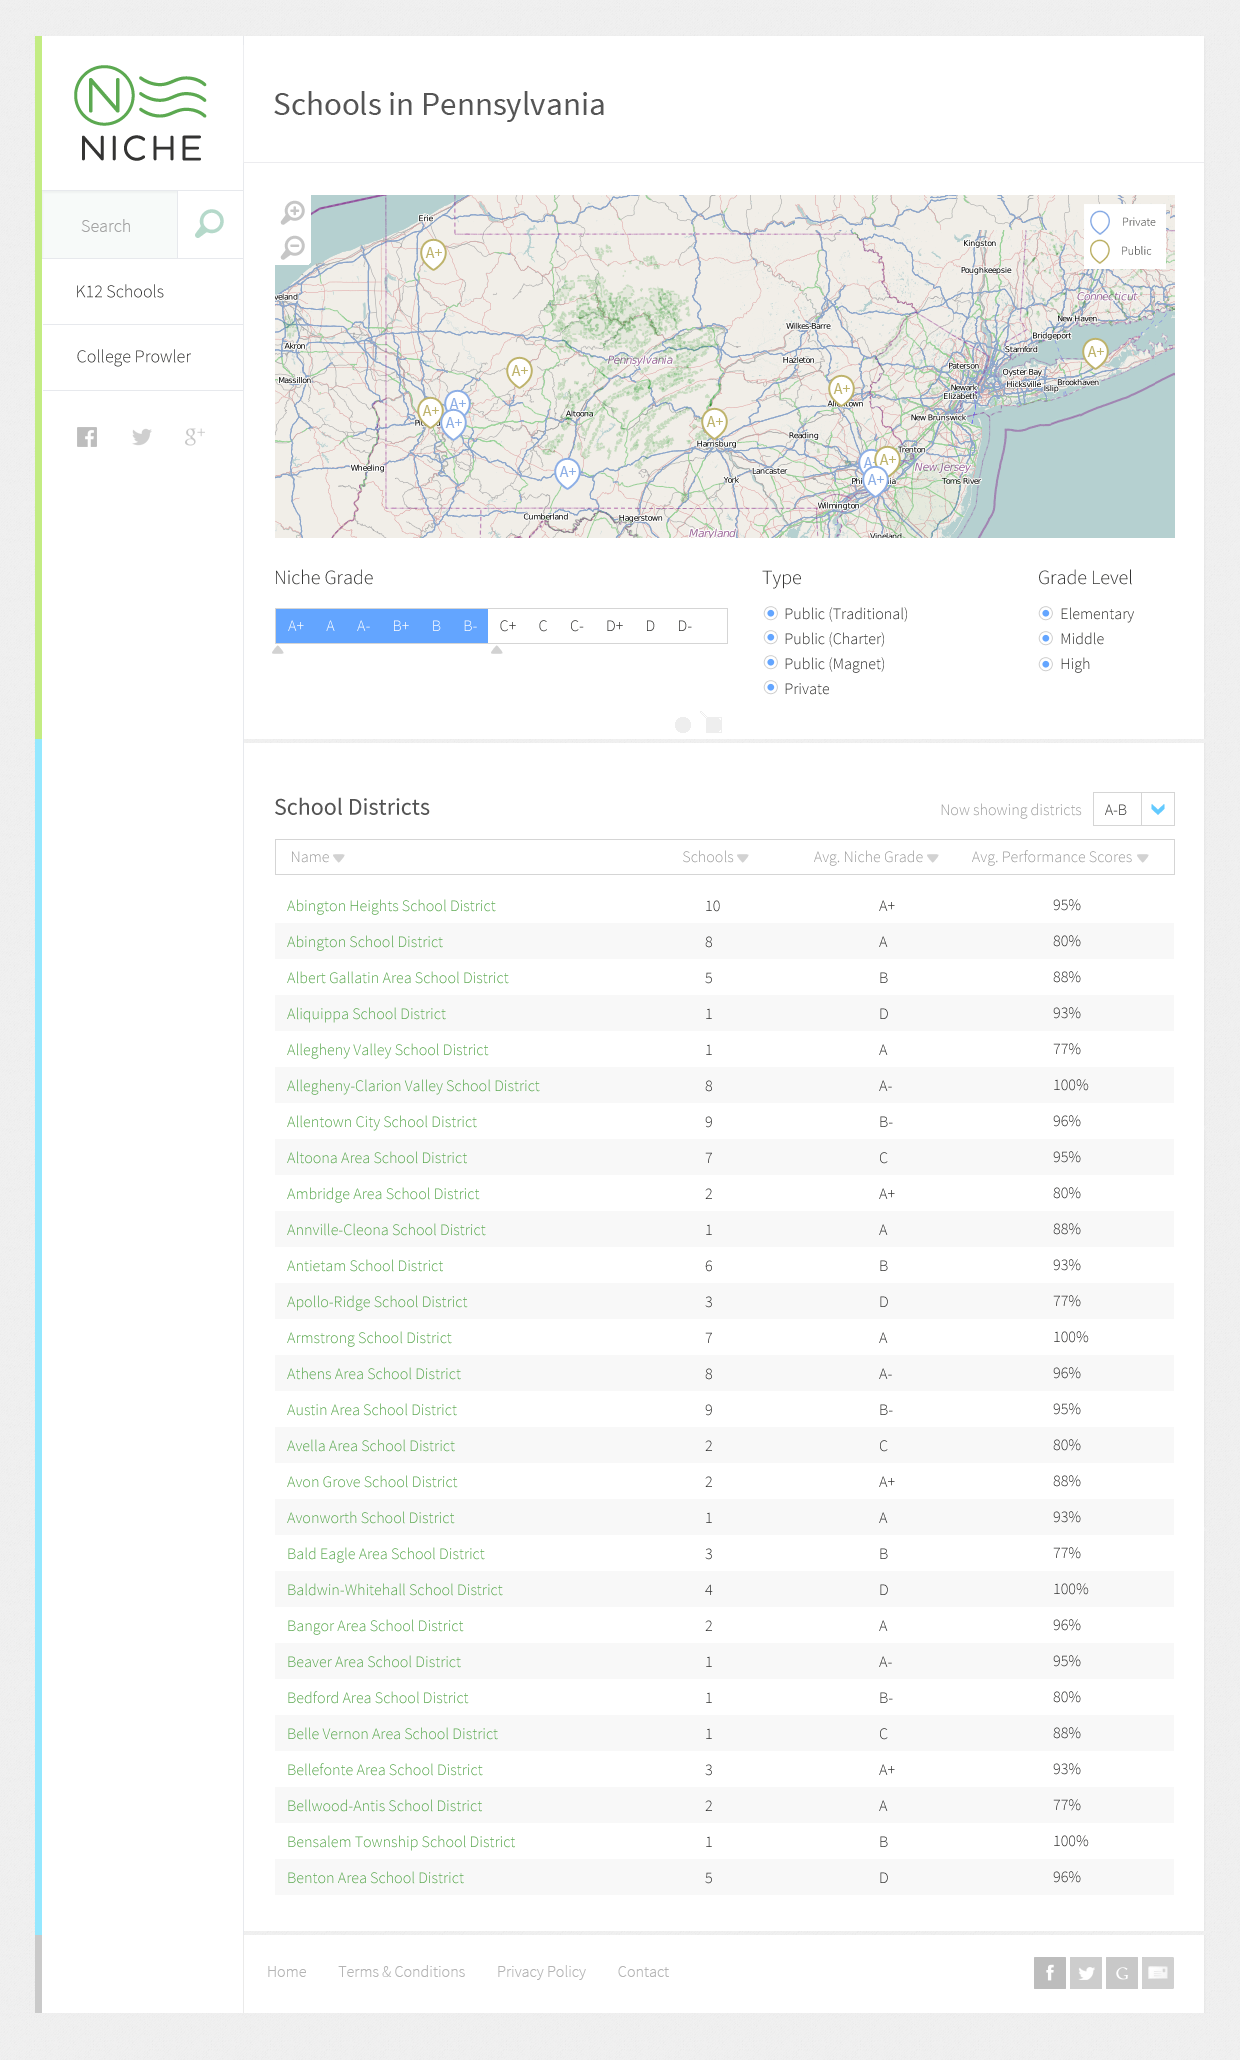 N
NICHE
Search
K12 Schools
College Prowler
g+
Schools in Pennsylvania
Private
Public
Erie
A+
Kingston
Poughkeepsie
veland
Connecticut
New Haven
Wilkes-Barre
Bridgeport
Akron
Stamford
A+
Pennsylvania
Hazleton
Paterson
Oyster Bay
A+
Massillon
Newark
Hicksville
Islip
Brookhaven
A+
Elizabeth
A+
A+
A+
Altoona
New Brunswick
A+
Harrisburg
Reading
Trenton
Wheeling
A+
Lancaster
A+
New Jersey
York
A+
Toms River
Wilmington
Cumberland
Hagerstown
Maryland
Vineland
Niche Grade
A+ A A- B+ B B- C+ C C- D+ D D-
Type
Public (Traditional)
Public (Charter)
Public (Magnet)
Private
Grade Level
Elementary
Middle
High
School Districts
Now showing districts A-B
Name Schools Avg. Niche Grade Avg. Performance Scores
Abington Heights School District 10 A+ 95%
Abington School District 8 A 80%
Albert Gallatin Area School District 5 B 88%
Aliquippa School District 1 D 93%
Allegheny Valley School District 1 A 77%
Allegheny-Clarion Valley School District 8 A- 100%
Allentown City School District 9 B- 96%
Altoona Area School District 7 C 95%
Ambridge Area School District 2 A+ 80%
Annville-Cleona School District 1 A 88%
Antietam School District 6 B 93%
Apollo-Ridge School District 3 D 77%
Armstrong School District 7 A 100%
Athens Area School District 8 A- 96%
Austin Area School District 9 B- 95%
Avella Area School District 2 C 80%
Avon Grove School District 2 A+ 88%
Avonworth School District 1 A 93%
Bald Eagle Area School District 3 B 77%
Baldwin-Whitehall School District 4 D 100%
Bangor Area School District 2 A 96%
Beaver Area School District 1 A- 95%
Bedford Area School District 1 B- 80%
Belle Vernon Area School District 1 C 88%
Bellefonte Area School District 3 A+ 93%
Bellwood-Antis School District 2 A 77%
Bensalem Township School District 1 B 100%
Benton Area School District 5 D 96%
Home Terms & Conditions Privacy Policy Contact
f G